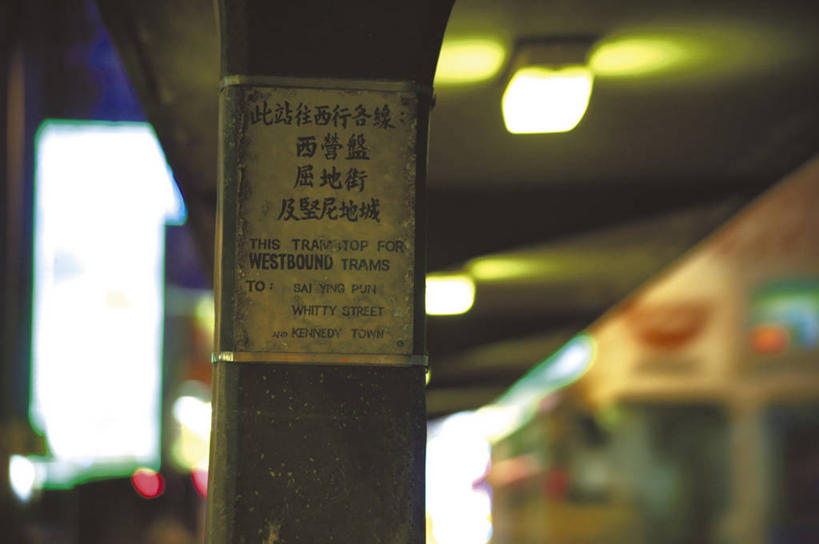 此站往西行各線：
西營盤
屈地街
及堅尼地城
THIS TRAM STOP FOR
WESTBOUND TRAMS
TO: SAI YING PUN
WHITTY STREET
AND KENNEDY TOWN